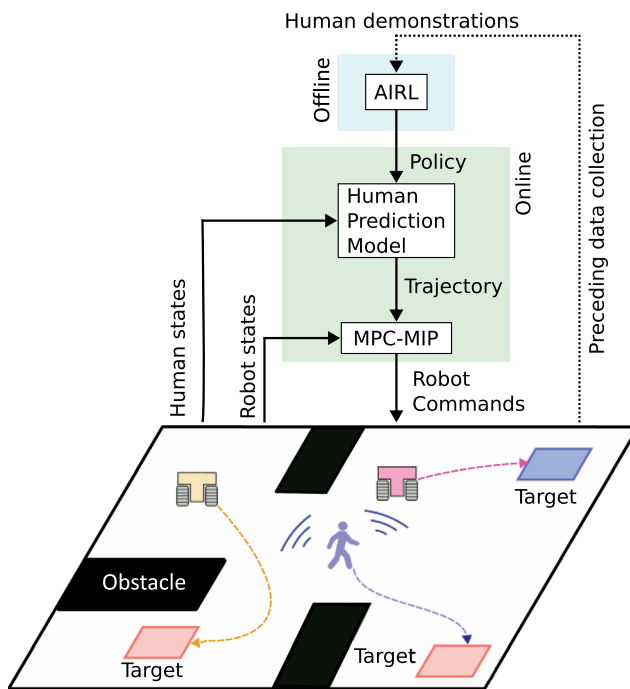 Human demonstrations
Offline
AIRL
Policy
Online
Human
Prediction
Model
Trajectory
MPC-MIP
Robot
Commands
Human states
Robot states
Preceding data collection
Target
Obstacle
Target
Target